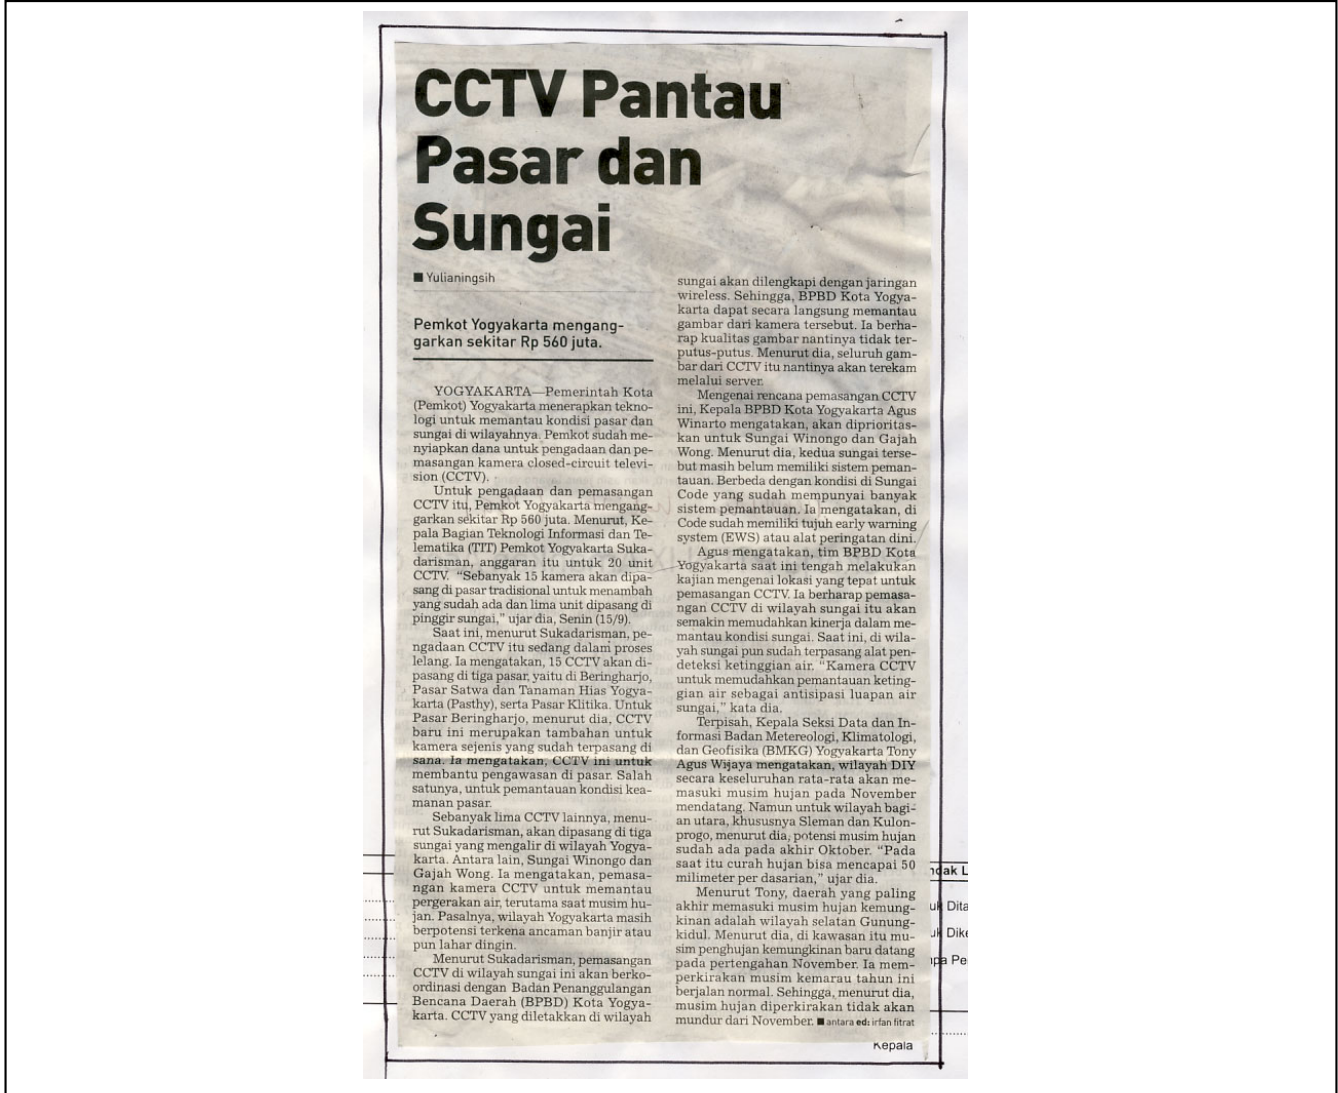 CCTV Pantau
Pasar dan
Sungai
■ Yulianingsih
Pemkot Yogyakarta mengang-
garkan sekitar Rp 560 juta.
YOGYAKARTA—Pemerintah Kota
(Pemkot) Yogyakarta menerapkan tekno-
logi untuk memantau kondisi pasar dan
sungai di wilayahnya. Pemkot sudah me-
nyiapkan dana untuk pengadaan dan pe-
masangan kamera closed-circuit televi-
sion (CCTV).
Untuk pengadaan dan pemasangan
CCTV itu, Pemkot Yogyakarta mengang-
garkan sekitar Rp 560 juta. Menurut, Ke-
pala Bagian Teknologi Informasi dan Te-
lematika (TIT) Pemkot Yogyakarta Suka-
darisman, anggaran itu untuk 20 unit
CCTV. “Sebanyak 15 kamera akan dipa-
sang di pasar tradisional untuk menambah
yang sudah ada dan lima unit dipasang di
pinggir sungai,” ujar dia, Senin (15/9).
Saat ini, menurut Sukadarisman, pe-
ngadaan CCTV itu sedang dalam proses
lelang. Ia mengatakan, 15 CCTV akan di-
pasang di tiga pasar, yaitu di Beringharjo,
Pasar Satwa dan Tanaman Hias Yogya-
karta (Pasthy), serta Pasar Klitika. Untuk
Pasar Beringharjo, menurut dia, CCTV
baru ini merupakan tambahan untuk
kamera sejenis yang sudah terpasang di
sana. Ia mengatakan, CCTV ini untuk
membantu pengawasan di pasar. Salah
satunya, untuk pemantauan kondisi kea-
manan pasar.
Sebanyak lima CCTV lainnya, menu-
rut Sukadarisman, akan dipasang di tiga
sungai yang mengalir di wilayah Yogya-
karta. Antara lain, Sungai Winongo dan
Gajah Wong. Ia mengatakan, pemasa-
ngan kamera CCTV untuk memantau
pergerakan air, terutama saat musim hu-
jan. Pasalnya, wilayah Yogyakarta masih
berpotensi terkena ancaman banjir atau
pun lahar dingin.
Menurut Sukadarisman, pemasangan
CCTV di wilayah sungai ini akan berko-
ordinasi dengan Badan Penanggulangan
Bencana Daerah (BPBD) Kota Yogya-
karta. CCTV yang diletakkan di wilayah
sungai akan dilengkapi dengan jaringan
wireless. Sehingga, BPBD Kota Yogya-
karta dapat secara langsung memantau
gambar dari kamera tersebut. Ia berha-
rap kualitas gambar nantinya tidak ter-
putus-putus. Menurut dia, seluruh gam-
bar dari CCTV itu nantinya akan terekam
melalui server.
Mengenai rencana pemasangan CCTV
ini, Kepala BPBD Kota Yogyakarta Agus
Winarto mengatakan, akan diprioritas-
kan untuk Sungai Winongo dan Gajah
Wong. Menurut dia, kedua sungai terse-
but masih belum memiliki sistem peman-
tauan. Berbeda dengan kondisi di Sungai
Code yang sudah mempunyai banyak
sistem pemantauan. Ia mengatakan, di
Code sudah memiliki tujuh early warning
system (EWS) atau alat peringatan dini.
Agus mengatakan, tim BPBD Kota
Yogyakarta saat ini tengah melakukan
kajian mengenai lokasi yang tepat untuk
pemasangan CCTV. Ia berharap pemasa-
ngan CCTV di wilayah sungai itu akan
semakin memudahkan kinerja dalam me-
mantau kondisi sungai. Saat ini, di wila-
yah sungai pun sudah terpasang alat pen-
deteksi ketinggian air. “Kamera CCTV
untuk memudahkan pemantauan keting-
gian air sebagai antisipasi luapan air
sungai,” kata dia.
Terpisah, Kepala Seksi Data dan In-
formasi Badan Metereologi, Klimatologi,
dan Geofisika (BMKG) Yogyakarta Tony
Agus Wijaya mengatakan, wilayah DIY
secara keseluruhan rata-rata akan me-
masuki musim hujan pada November
mendatang. Namun untuk wilayah bagi-
an utara, khususnya Sleman dan Kulon-
progo, menurut dia, potensi musim hujan
sudah ada pada akhir Oktober. “Pada
saat itu curah hujan bisa mencapai 50
milimeter per dasarian,” ujar dia.
Menurut Tony, daerah yang paling
akhir memasuki musim hujan kemung-
kinan adalah wilayah selatan Gunung-
kidul. Menurut dia, di kawasan itu mu-
sim penghujan kemungkinan baru datang
pada pertengahan November. Ia mem-
perkirakan musim kemarau tahun ini
berjalan normal. Sehingga, menurut dia,
musim hujan diperkirakan tidak akan
mundur dari November. ■ antara ed: irfan fitrat
ndak L
uk Dita
uk Dike
npa Pe
Kepala